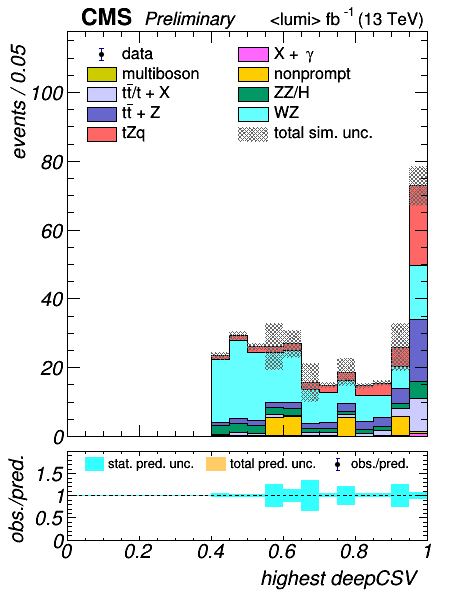 CMS Preliminary <lumi> fb⁻¹ (13 TeV)
events / 0.05
data
X + γ
multiboson
nonprompt
tt̄/t + X
ZZ/H
tt̄ + Z
WZ
tZq
total sim. unc.
100
80
60
40
20
0
obs./pred.
stat. pred. unc.
total pred. unc.
obs./pred.
1.5
1
0.5
0
0 0.2 0.4 0.6 0.8 1
highest deepCSV